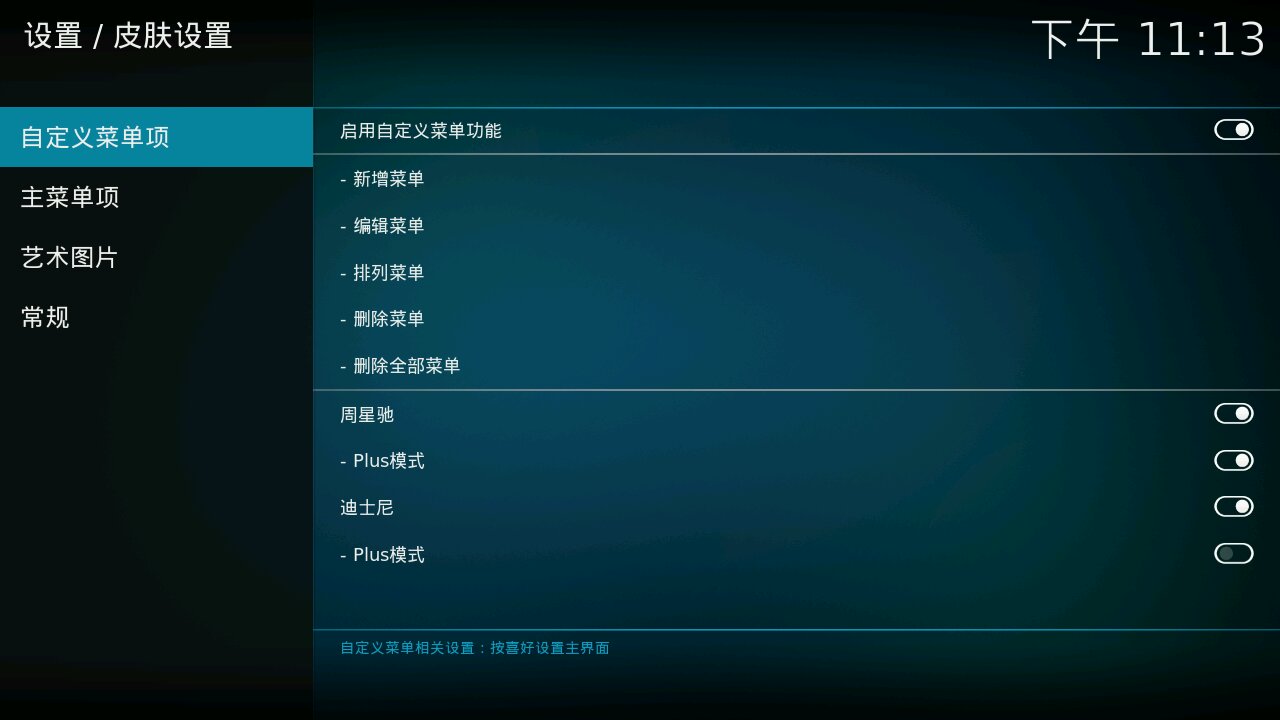 设置 / 皮肤设置
下午 11:13
自定义菜单项
主菜单项
艺术图片
常规
启用自定义菜单功能
- 新增菜单
- 编辑菜单
- 排列菜单
- 删除菜单
- 删除全部菜单
周星驰
- Plus模式
迪士尼
- Plus模式
自定义菜单相关设置：按喜好设置主界面